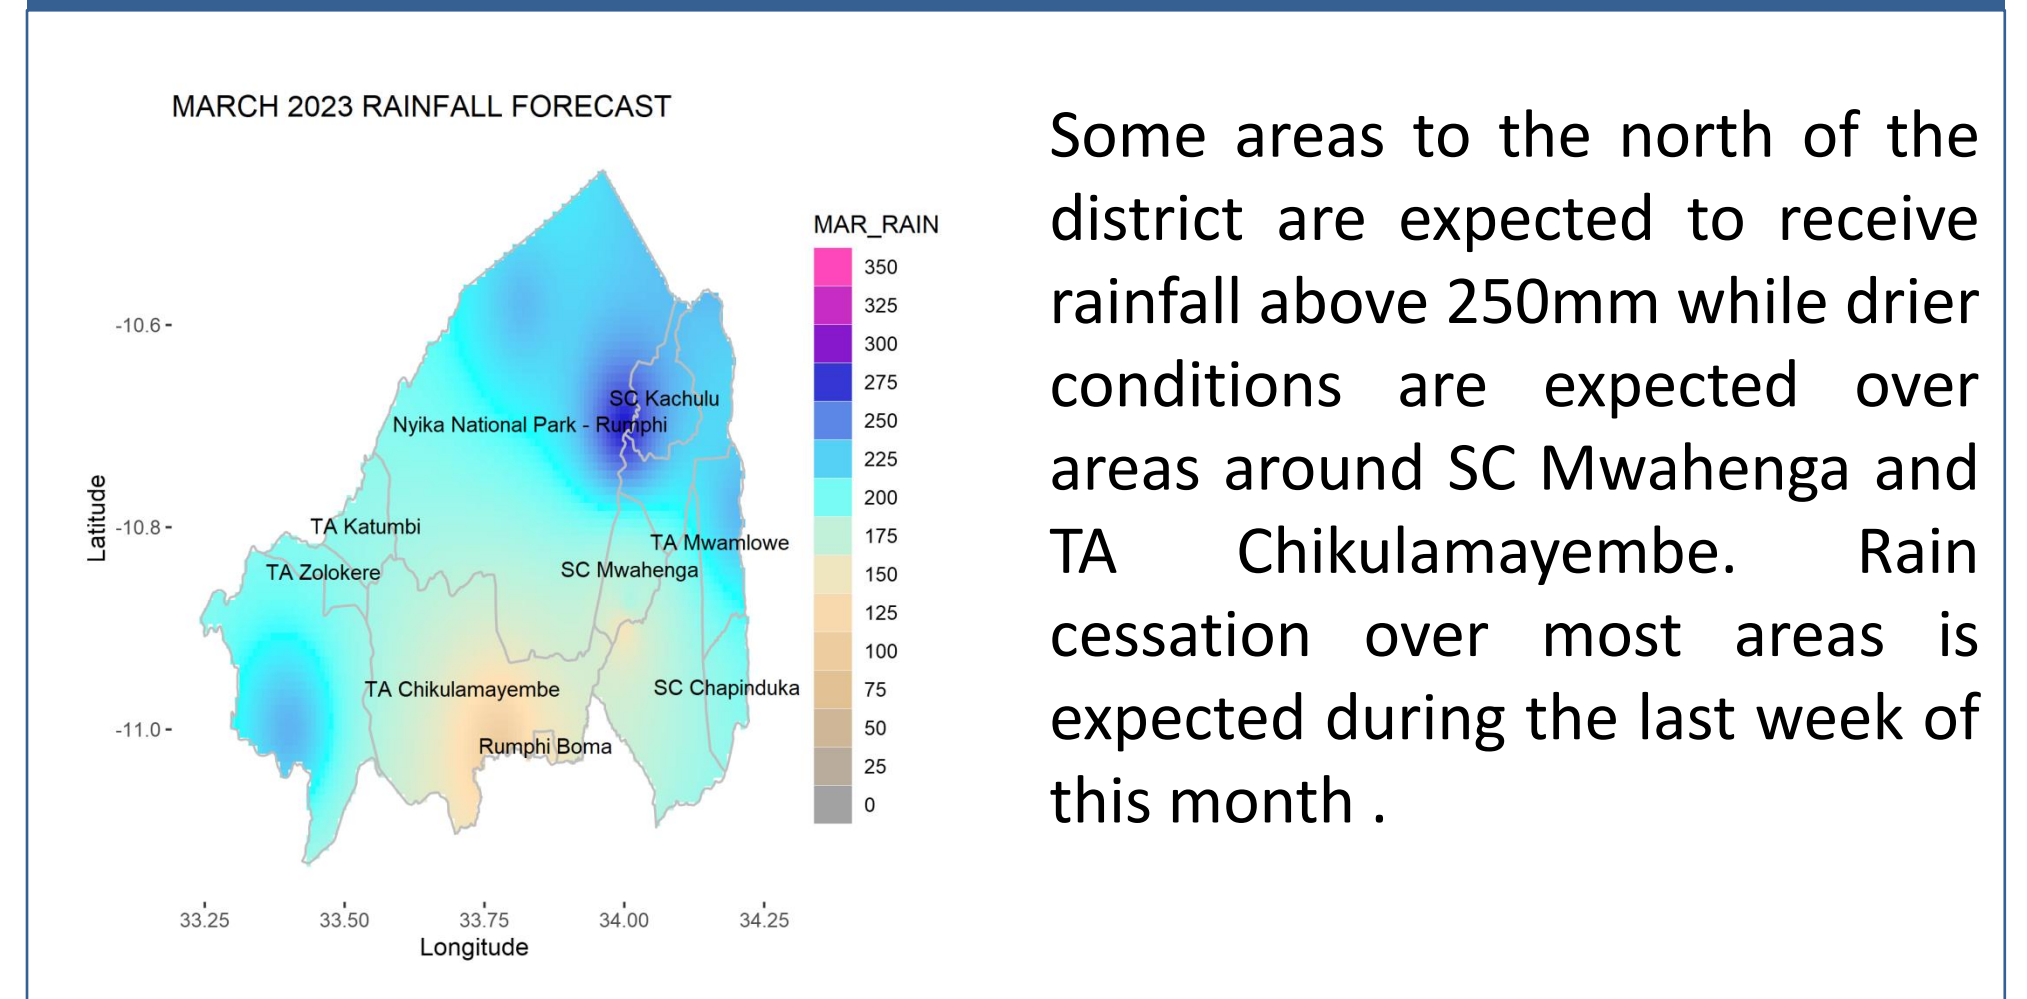 MARCH 2023 RAINFALL FORECAST
MAR_RAIN
350
325
300
275
250
225
200
175
150
125
100
75
50
25
0
Latitude
-10.6
-10.8
-11.0
SC Kachulu
Nyika National Park - Rumphi
TA Katumbi
TA Mwamlowe
TA Zolokere
SC Mwahenga
TA Chikulamayembe
SC Chapinduka
Rumphi Boma
33.25
33.50
33.75
34.00
34.25
Longitude
Some areas to the north of the
district are expected to receive
rainfall above 250mm while drier
conditions are expected over
areas around SC Mwahenga and
TA Chikulamayembe. Rain
cessation over most areas is
expected during the last week of
this month .